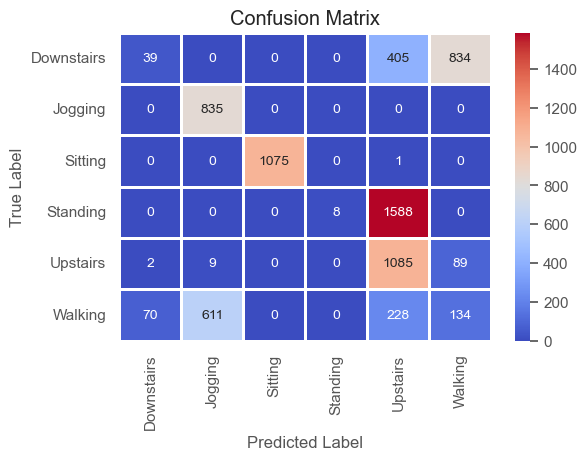 Confusion Matrix
True Label
Downstairs 39 0 0 0 405 834
Jogging 0 835 0 0 0 0
Sitting 0 0 1075 0 1 0
Standing 0 0 0 8 1588 0
Upstairs 2 9 0 0 1085 89
Walking 70 611 0 0 228 134
Downstairs Jogging Sitting Standing Upstairs Walking
Predicted Label
1400
1200
1000
800
600
400
200
0